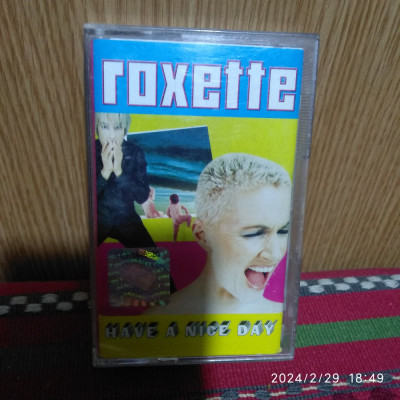 roxette
HAVE A NICE DAY
2024/2/29 18:49